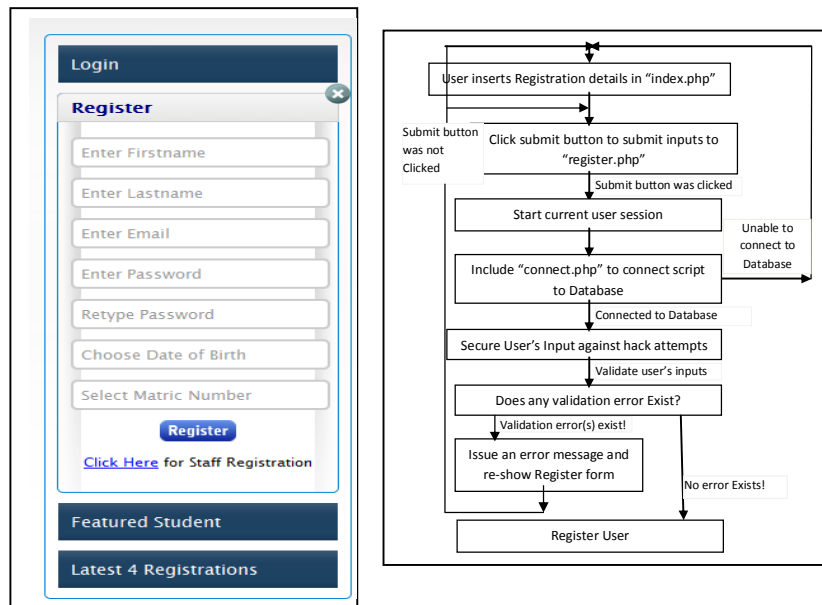 Login
Register
Enter Firstname
Enter Lastname
Enter Email
Enter Password
Retype Password
Choose Date of Birth
Select Matric Number
Register
Click Here for Staff Registration
Featured Student
Latest 4 Registrations
User inserts Registration details in “index.php”
Submit button
was not
Clicked
Click submit button to submit inputs to
“register.php”
Submit button was clicked
Start current user session
Unable to
connect to
Database
Include “connect.php” to connect script
to Database
Connected to Database
Secure User’s Input against hack attempts
Validate user’s inputs
Does any validation error Exist?
Validation error(s) exist!
Issue an error message and
re-show Register form
No error Exists!
Register User